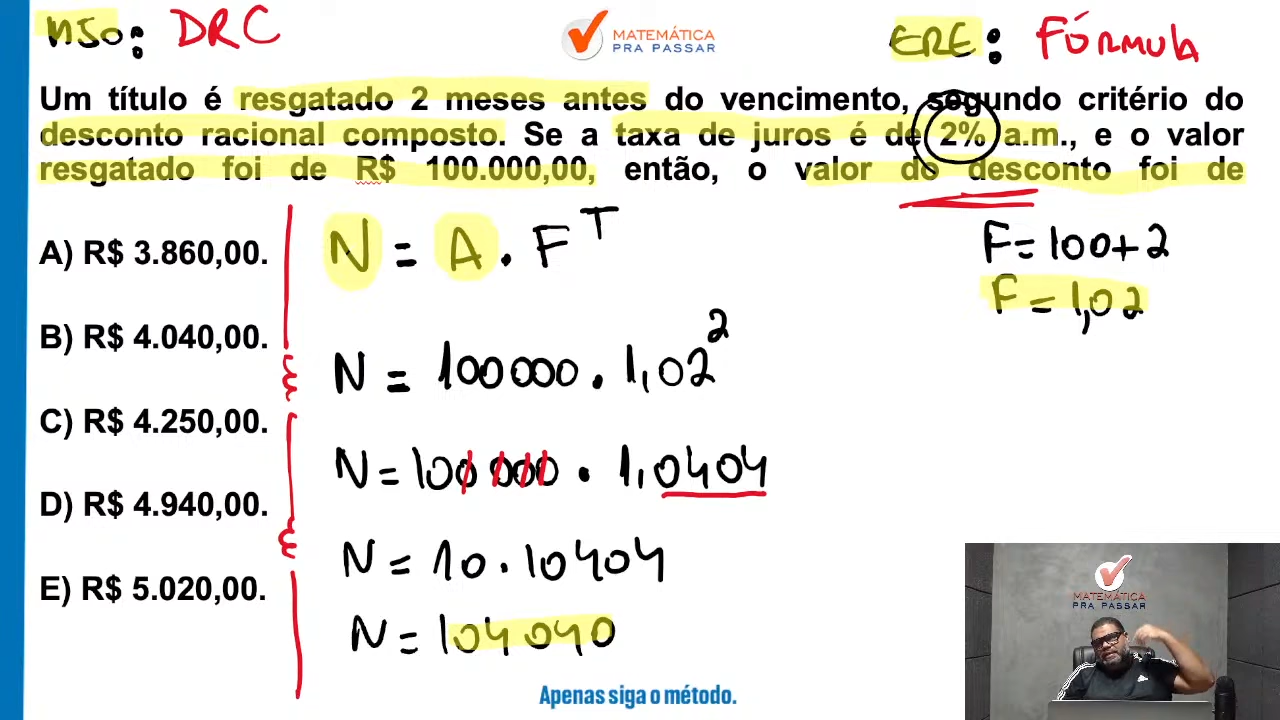 MSO: DRC
MATEMÁTICA
PRA PASSAR
ERE: FÓRMULA
Um título é resgatado 2 meses antes do vencimento, segundo critério do
desconto racional composto. Se a taxa de juros é de 2% a.m., e o valor
resgatado foi de R$ 100.000,00, então, o valor do desconto foi de
A) R$ 3.860,00.
B) R$ 4.040,00.
C) R$ 4.250,00.
D) R$ 4.940,00.
E) R$ 5.020,00.
N = A . F^T
N = 100000 . 1,02²
N = 100000 . 1,0404
N = 10 . 10404
N = 104040
F = 100+2
F = 1,02
MATEMÁTICA
PRA PASSAR
Apenas siga o método.